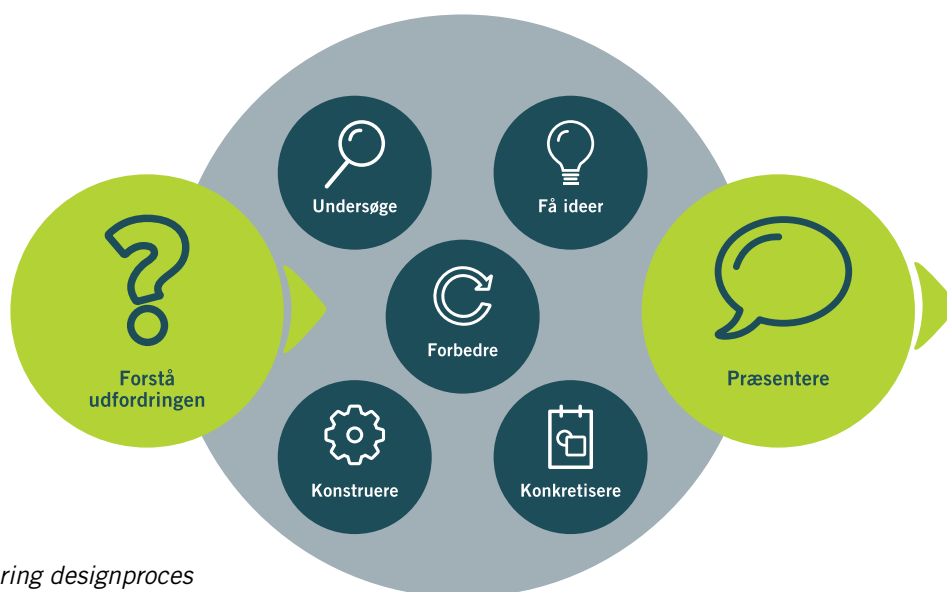 Undersøge
Få ideer
Forbedre
Forstå
udfordringen
Præsentere
Konstruere
Konkretisere
ring designproces